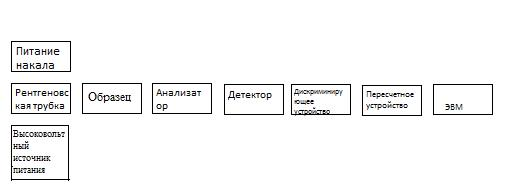 Питание
накала
Рентгеновс
кая трубка
Образец
Анализат
ор
Детектор
Дискриминиру
ющее
устройство
Пересчетное
устройство
ЭВМ
Высоковольт
ный
источник
питания